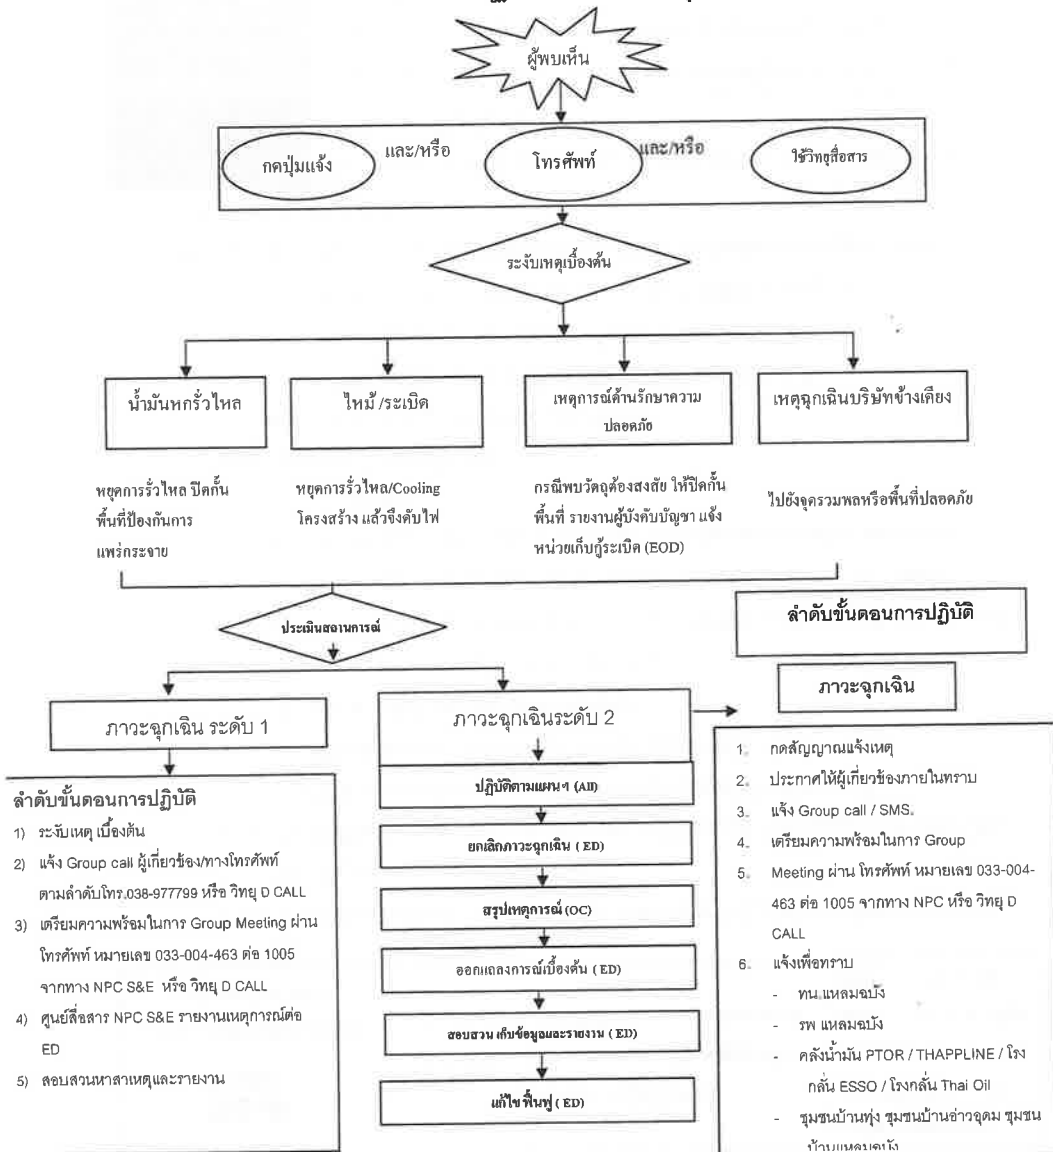 ผู้พบเห็น
กดปุ่มแจ้ง
และ/หรือ
โทรศัพท์
และ/หรือ
ใช้วิทยุสื่อสาร
ระงับเหตุเบื้องต้น
น้ำมันหกรั่วไหล
ไหม้ /ระเบิด
เหตุการณ์ด้านรักษาความ
ปลอดภัย
เหตุฉุกเฉินบริษัทข้างเคียง
หยุดการรั่วไหล ปิดกั้น
พื้นที่ป้องกันการ
แพร่กระจาย
หยุดการรั่วไหล/Cooling
โครงสร้าง แล้วจึงดับไฟ
กรณีพบวัตถุต้องสงสัย ให้ปิดกั้น
พื้นที่ รายงานผู้บังคับบัญชา แจ้ง
หน่วยเก็บกู้ระเบิด (EOD)
ไปยังจุดรวมพลหรือพื้นที่ปลอดภัย
ประเมินสถานการณ์
ภาวะฉุกเฉิน ระดับ 1
ลำดับขั้นตอนการปฏิบัติ
1) ระงับเหตุ เบื้องต้น
2) แจ้ง Group call ผู้เกี่ยวข้อง/ทางโทรศัพท์
ตามลำดับโทร.038-977799 หรือ วิทยุ D CALL
3) เตรียมความพร้อมในการ Group Meeting ผ่าน
โทรศัพท์ หมายเลข 033-004-463 ต่อ 1005
จากทาง NPC S&E หรือ วิทยุ D CALL
4) ศูนย์สื่อสาร NPC S&E รายงานเหตุการณ์ต่อ
ED
5) สอบสวนหาสาเหตุและรายงาน
ภาวะฉุกเฉินระดับ 2
ปฏิบัติตามแผนฯ (All)
ยกเลิกภาวะฉุกเฉิน ( ED)
สรุปเหตุการณ์ (OC)
ออกแถลงการณ์เบื้องต้น ( ED)
สอบสวน เก็บข้อมูลและรายงาน ( ED)
แก้ไข ฟื้นฟู ( ED)
ลำดับขั้นตอนการปฏิบัติ
ภาวะฉุกเฉิน
1. กดสัญญาณแจ้งเหตุ
2. ประกาศให้ผู้เกี่ยวข้องภายในทราบ
3. แจ้ง Group call / SMS.
4. เตรียมความพร้อมในการ Group
5. Meeting ผ่าน โทรศัพท์ หมายเลข 033-004-
463 ต่อ 1005 จากทาง NPC หรือ วิทยุ D
CALL
6. แจ้งเพื่อทราบ
- ทน.แหลมฉบัง
- รพ แหลมฉบัง
- คลังน้ำมัน PTOR / THAPPLINE / โรง
กลั่น ESSO / โรงกลั่น Thai Oil
- ชุมชนบ้านทุ่ง ชุมชนบ้านอ่าวอุดม ชุมชน
บ้านแหลมฉบัง